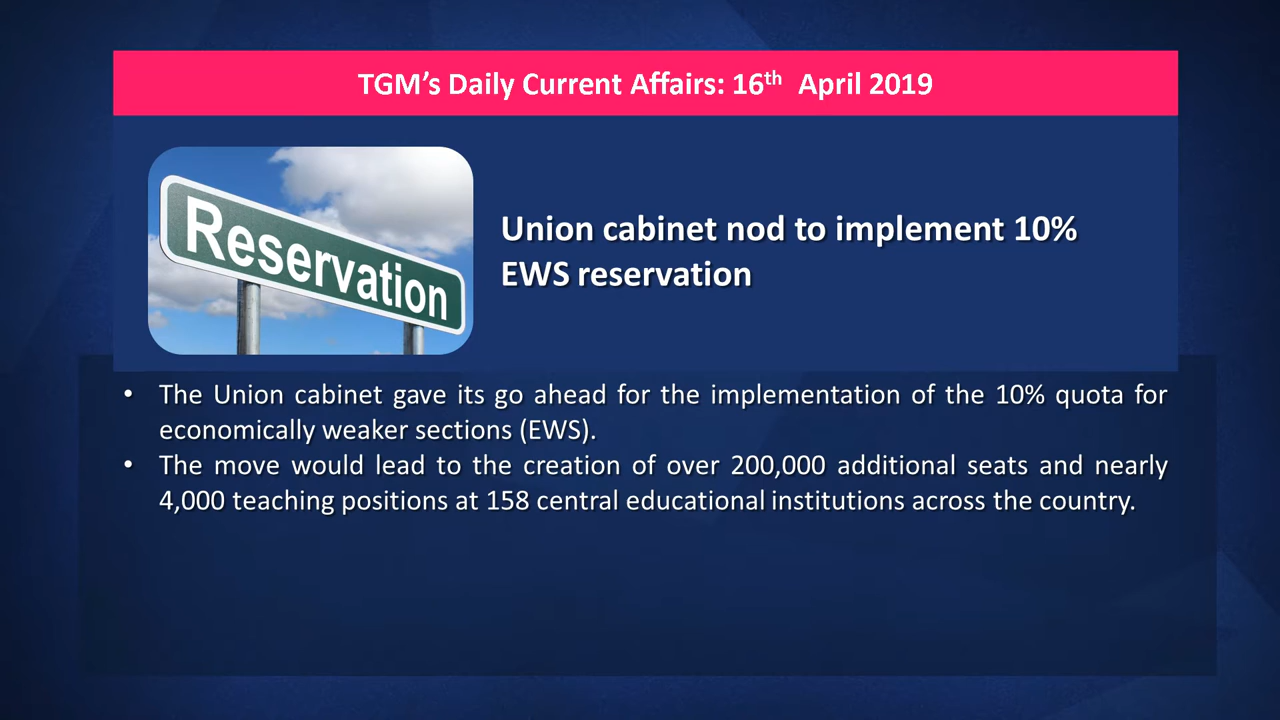 TGM’s Daily Current Affairs: 16th April 2019
Reservation
Union cabinet nod to implement 10%
EWS reservation
• The Union cabinet gave its go ahead for the implementation of the 10% quota for
economically weaker sections (EWS).
• The move would lead to the creation of over 200,000 additional seats and nearly
4,000 teaching positions at 158 central educational institutions across the country.